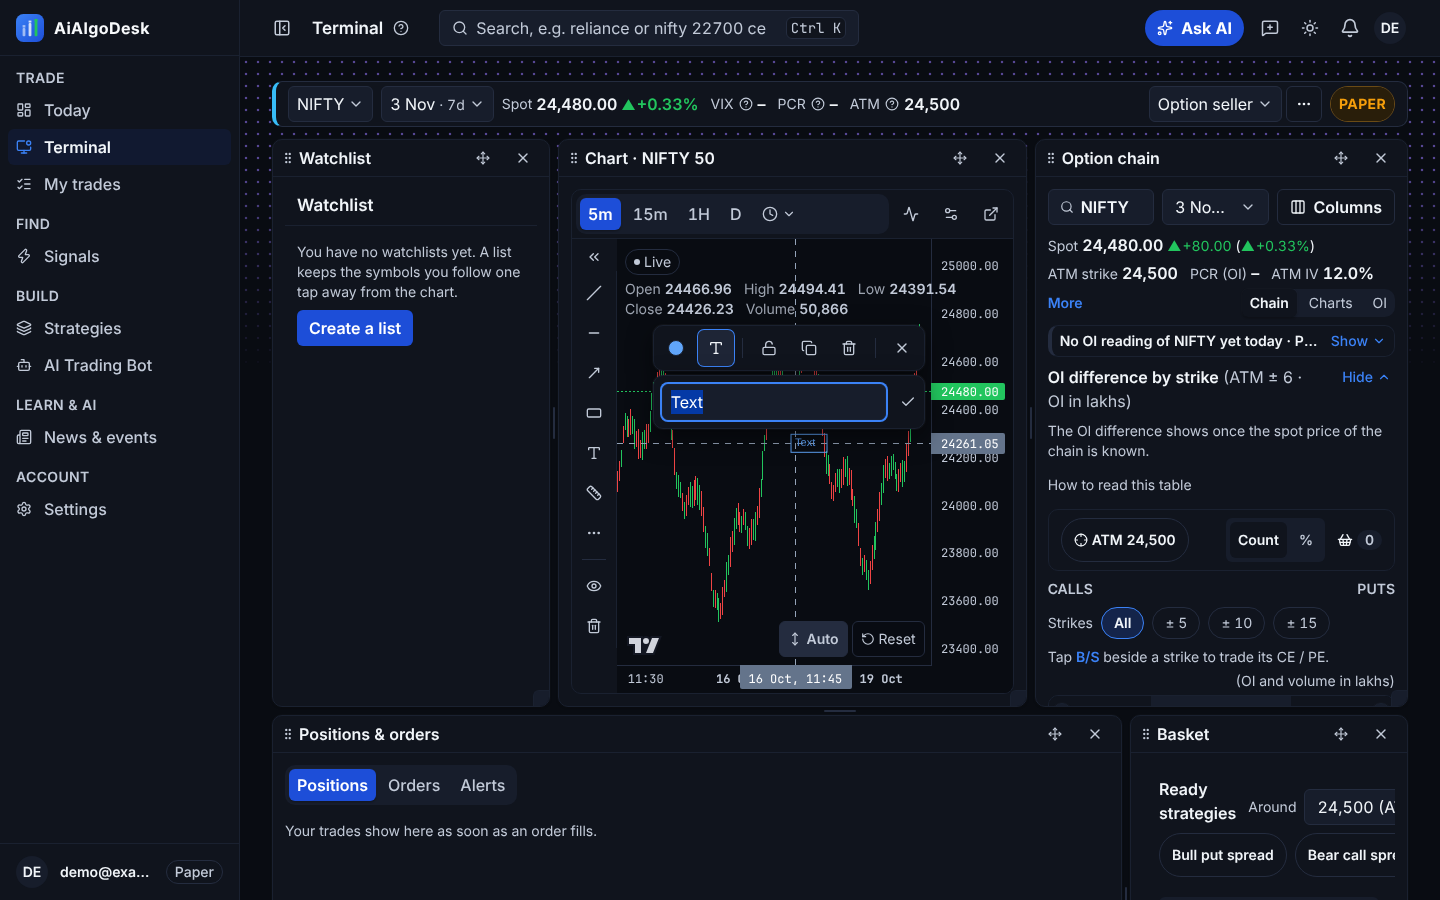 AiAlgoDesk
TRADE
Today
Terminal
My trades
FIND
Signals
BUILD
Strategies
AI Trading Bot
LEARN & AI
News & events
ACCOUNT
Settings
DE demo@exa... Paper
Terminal
Search, e.g. reliance or nifty 22700 ce Ctrl K
Ask AI
DE
NIFTY 3 Nov · 7d Spot 24,480.00 ▲+0.33% VIX – PCR – ATM 24,500 Option seller ··· PAPER
Watchlist
Watchlist
You have no watchlists yet. A list
keeps the symbols you follow one
tap away from the chart.
Create a list
Chart · NIFTY 50
5m 15m 1H D
Live
Open 24466.96 High 24494.41 Low 24391.54
Close 24426.23 Volume 50,866
T
Text
Text
25000.00
24800.00
24600.00
24480.00
24400.00
24261.05
24200.00
24000.00
23800.00
23600.00
23400.00
Auto Reset
11:30 16 16 Oct, 11:45 19 Oct
Option chain
NIFTY 3 No... Columns
Spot 24,480.00 ▲+80.00 (▲+0.33%)
ATM strike 24,500 PCR (OI) – ATM IV 12.0%
More Chain Charts OI
No OI reading of NIFTY yet today · P... Show
OI difference by strike (ATM ± 6 · Hide
OI in lakhs)
The OI difference shows once the spot price of the
chain is known.
How to read this table
ATM 24,500 Count % 0
CALLS PUTS
Strikes All ± 5 ± 10 ± 15
Tap B/S beside a strike to trade its CE / PE.
(OI and volume in lakhs)
Positions & orders
Positions Orders Alerts
Your trades show here as soon as an order fills.
Basket
Ready
strategies Around 24,500 (A
Bull put spread Bear call spre